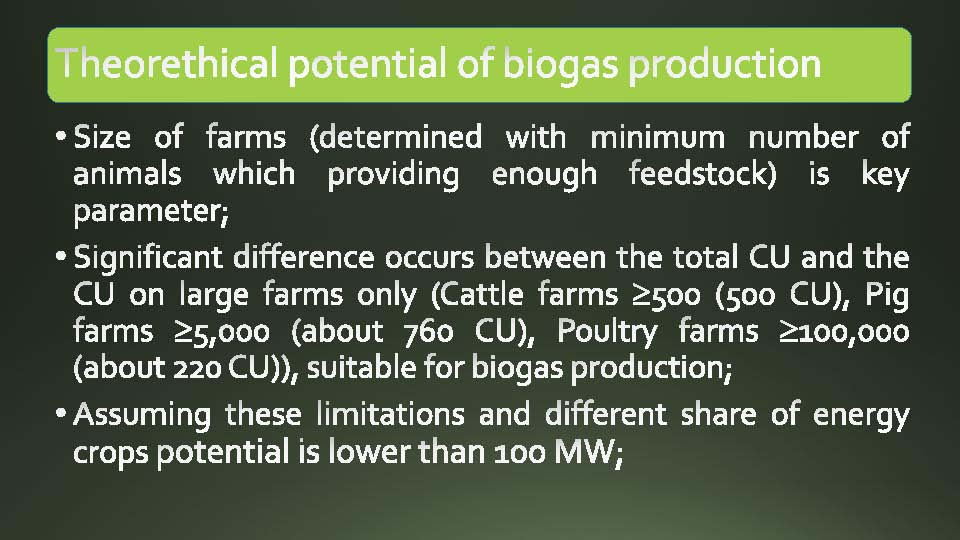 Theorethical potential of biogas production
• Size of farms (determined with minimum number of
animals which providing enough feedstock) is key
parameter;
• Significant difference occurs between the total CU and the
CU on large farms only (Cattle farms ≥500 (500 CU), Pig
farms ≥5,000 (about 760 CU), Poultry farms ≥100,000
(about 220 CU)), suitable for biogas production;
• Assuming these limitations and different share of energy
crops potential is lower than 100 MW;